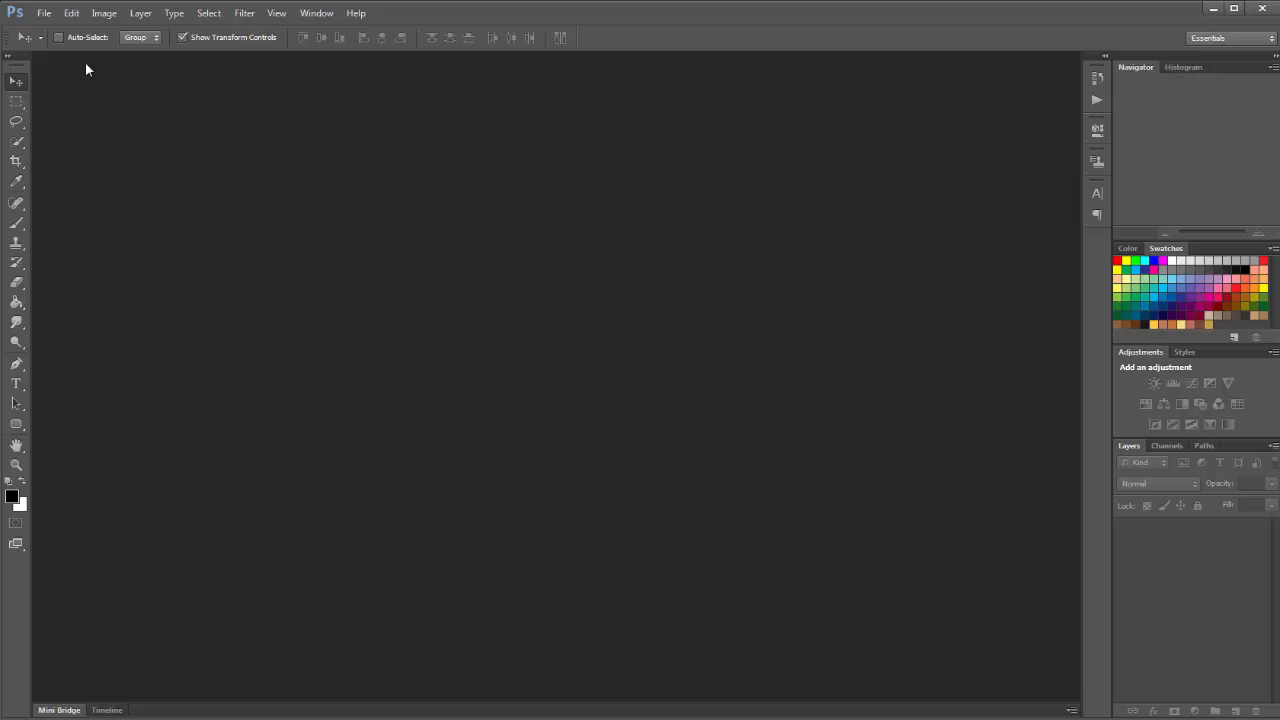 Ps File Edit Image Layer Type Select Filter View Window Help
Auto-Select: Group Show Transform Controls Essentials
Navigator Histogram
Color Swatches
Adjustments Styles
Add an adjustment
Layers Channels Paths
Kind T
Normal Opacity:
Lock: Fill:
A
¶
T
Mini Bridge Timeline
fx